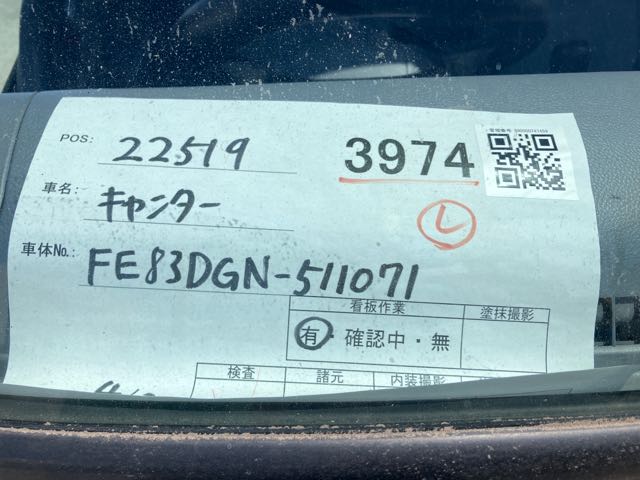 POS: 22519
3974
車名: キャンター
レ
車体No.: FE83DGN-511071
看板作業 塗抹撮影
有・確認中・無
検査 諸元 内装撮影